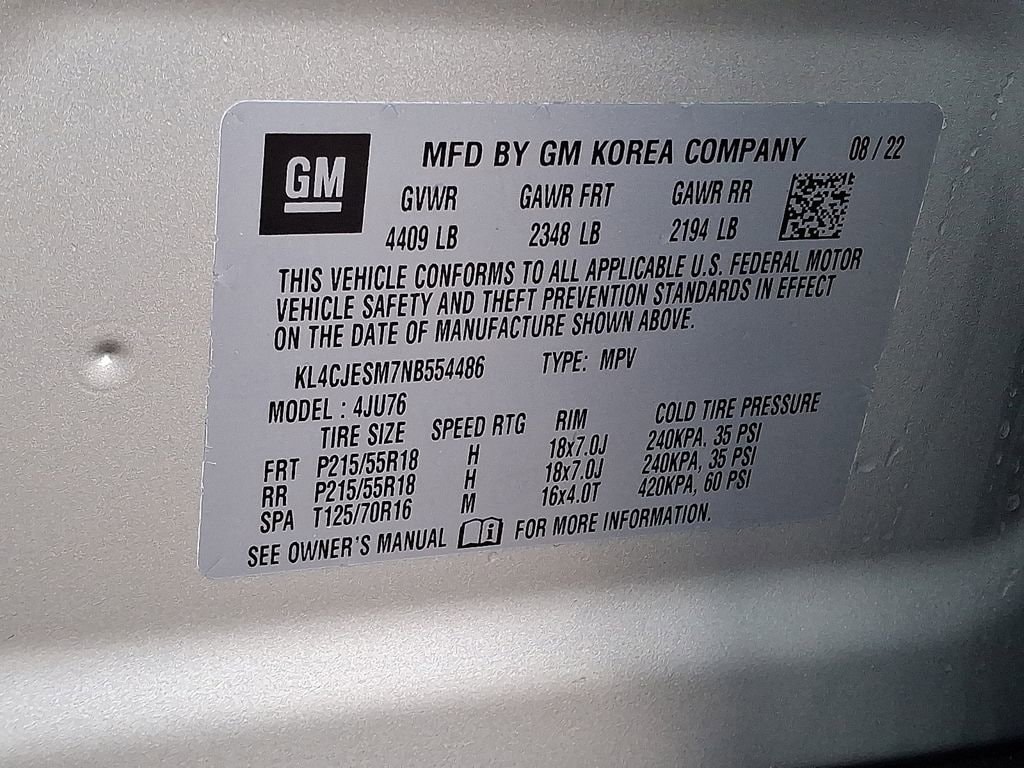 GM
MFD BY GM KOREA COMPANY 08 / 22
GVWR GAWR FRT GAWR RR
4409 LB 2348 LB 2194 LB
THIS VEHICLE CONFORMS TO ALL APPLICABLE U.S. FEDERAL MOTOR
VEHICLE SAFETY AND THEFT PREVENTION STANDARDS IN EFFECT
ON THE DATE OF MANUFACTURE SHOWN ABOVE.
KL4CJESM7NB554486 TYPE: MPV
MODEL : 4JU76
TIRE SIZE SPEED RTG RIM COLD TIRE PRESSURE
FRT P215/55R18 H 18x7.0J 240KPA, 35 PSI
RR P215/55R18 H 18x7.0J 240KPA, 35 PSI
SPA T125/70R16 M 16x4.0T 420KPA, 60 PSI
SEE OWNER'S MANUAL FOR MORE INFORMATION.